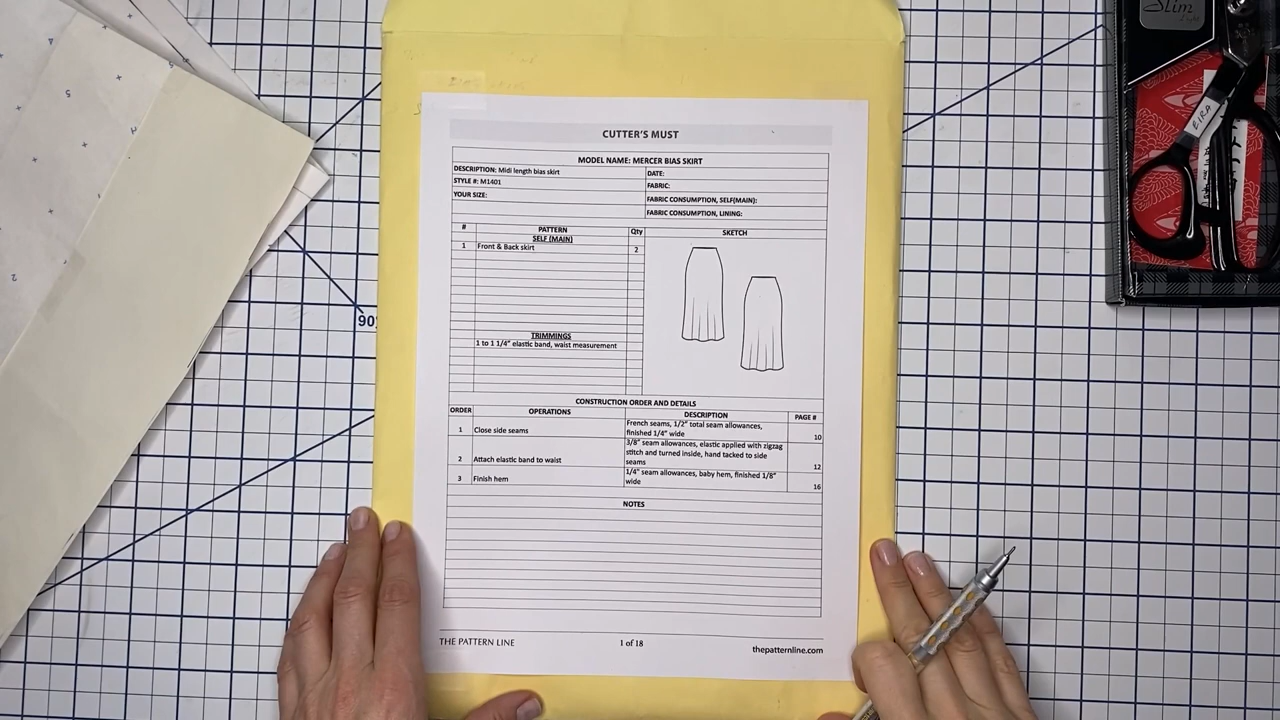 CUTTER'S MUST
MODEL NAME: MERCER BIAS SKIRT
DESCRIPTION: Midi length bias skirt
DATE:
STYLE #: M1401
FABRIC:
YOUR SIZE:
FABRIC CONSUMPTION, SELF(MAIN):
FABRIC CONSUMPTION, LINING:
# PATTERN Qty SKETCH
SELF (MAIN)
1 Front & Back skirt 2
TRIMMINGS
1 to 1 1/4" elastic band, waist measurement
CONSTRUCTION ORDER AND DETAILS
ORDER OPERATIONS DESCRIPTION PAGE #
1 Close side seams
French seams, 1/2" total seam allowances,
finished 1/4" wide
10
2 Attach elastic band to waist
3/8" seam allowances, elastic applied with zigzag
stitch and turned inside, hand tacked to side
seams
12
3 Finish hem
1/4" seam allowances, baby hem, finished 1/8"
wide
16
NOTES
THE PATTERN LINE 1 of 18 thepatternline.com
90
Slim
EIRA